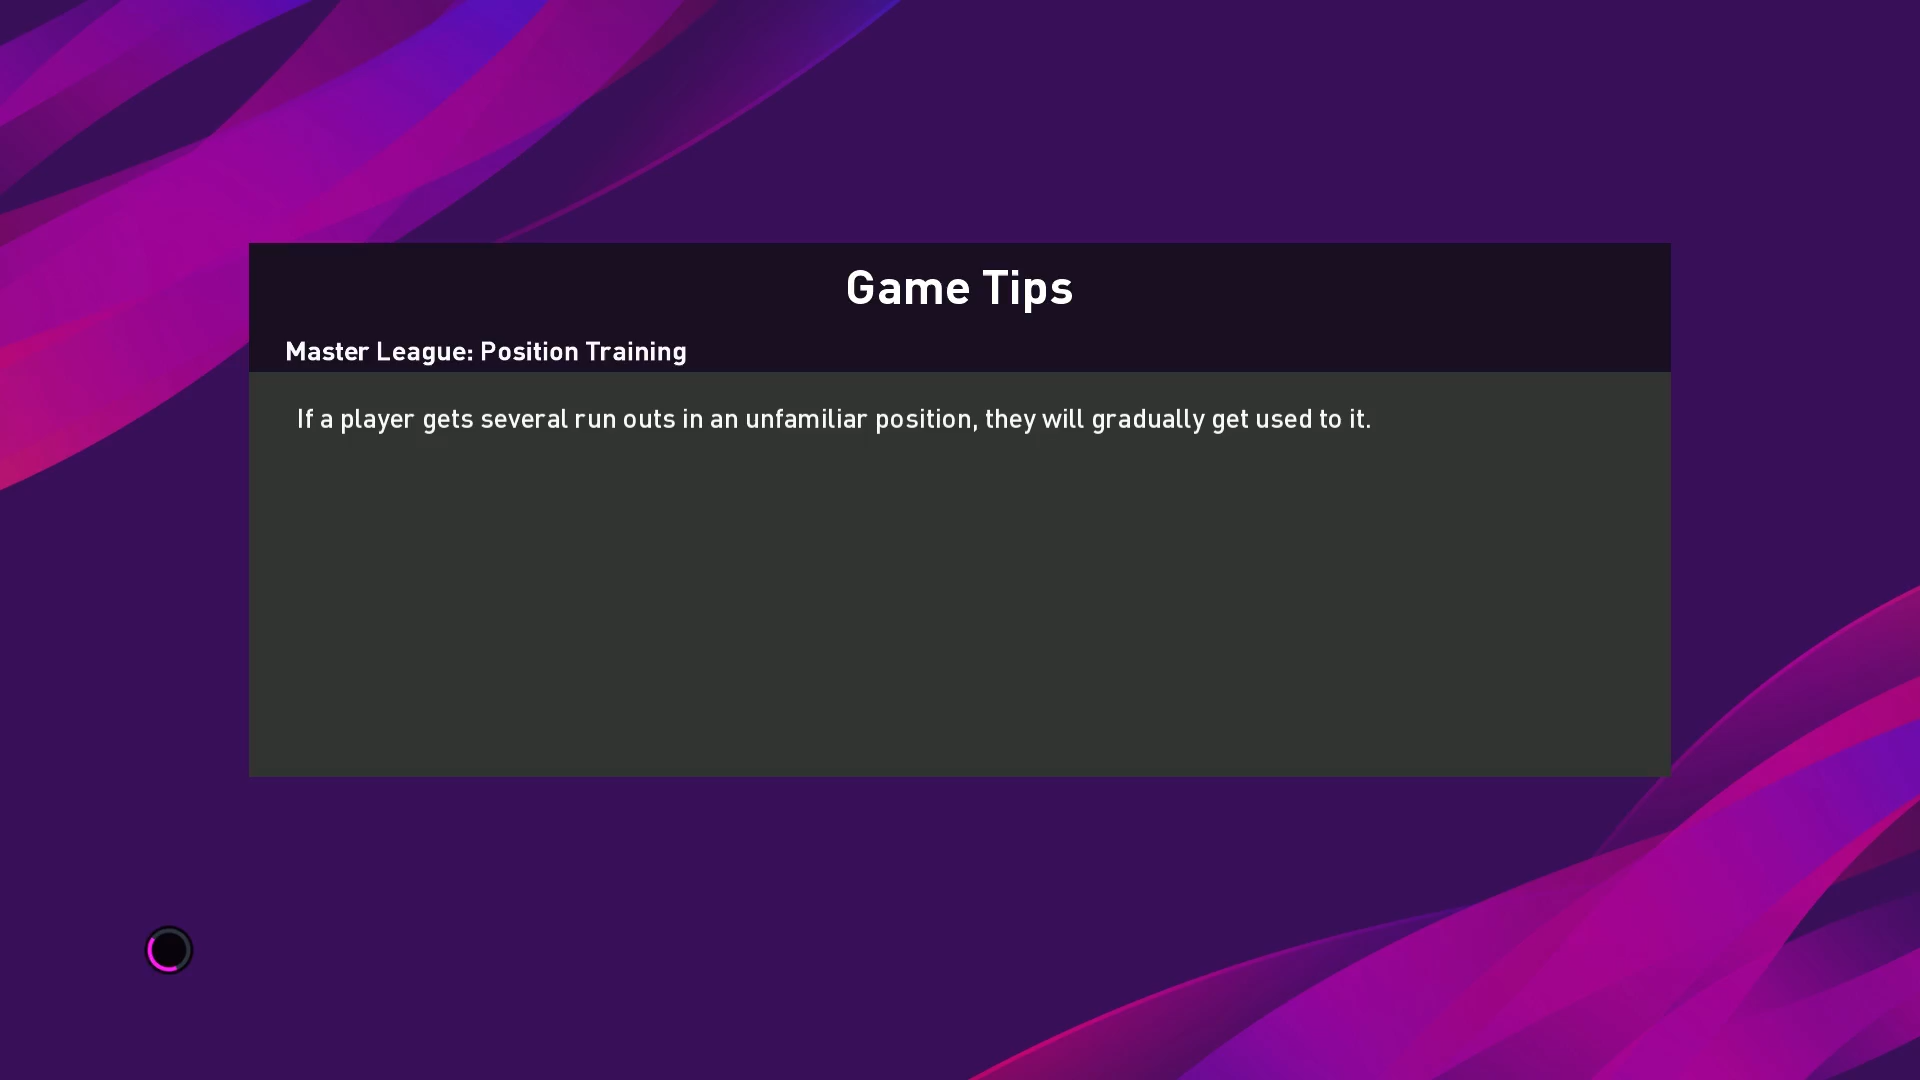 Game Tips
Master League: Position Training
If a player gets several run outs in an unfamiliar position, they will gradually get used to it.